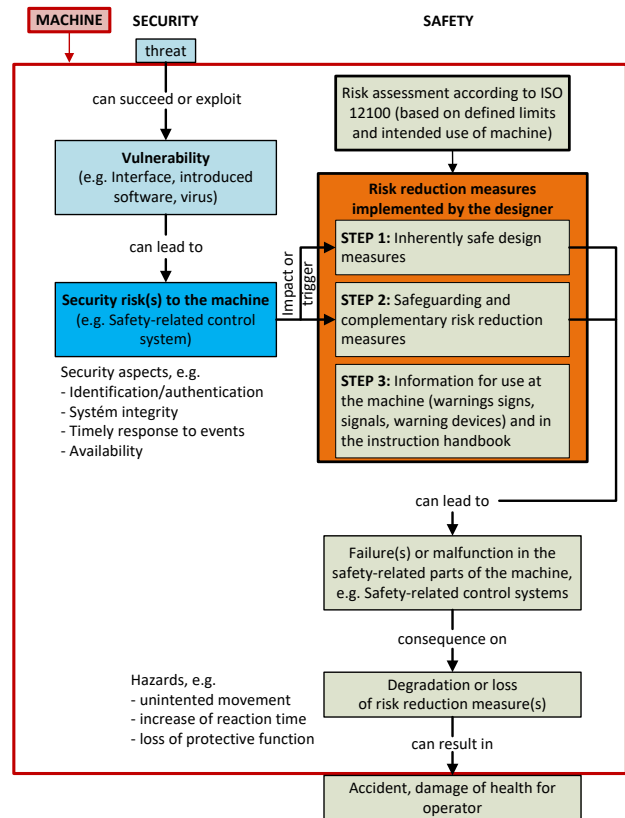 MACHINE
SECURITY
SAFETY
threat
can succeed or exploit
Vulnerability
(e.g. Interface, introduced
software, virus)
can lead to
Security risk(s) to the machine
(e.g. Safety-related control
system)
Security aspects, e.g.
- Identification/authentication
- Systém integrity
- Timely response to events
- Availability
Impact or
trigger
Risk assessment according to ISO
12100 (based on defined limits
and intended use of machine)
Risk reduction measures
implemented by the designer
STEP 1: Inherently safe design
measures
STEP 2: Safeguarding and
complementary risk reduction
measures
STEP 3: Information for use at
the machine (warnings signs,
signals, warning devices) and in
the instruction handbook
can lead to
Failure(s) or malfunction in the
safety-related parts of the machine,
e.g. Safety-related control systems
consequence on
Hazards, e.g.
- unintented movement
- increase of reaction time
- loss of protective function
Degradation or loss
of risk reduction measure(s)
can result in
Accident, damage of health for
operator